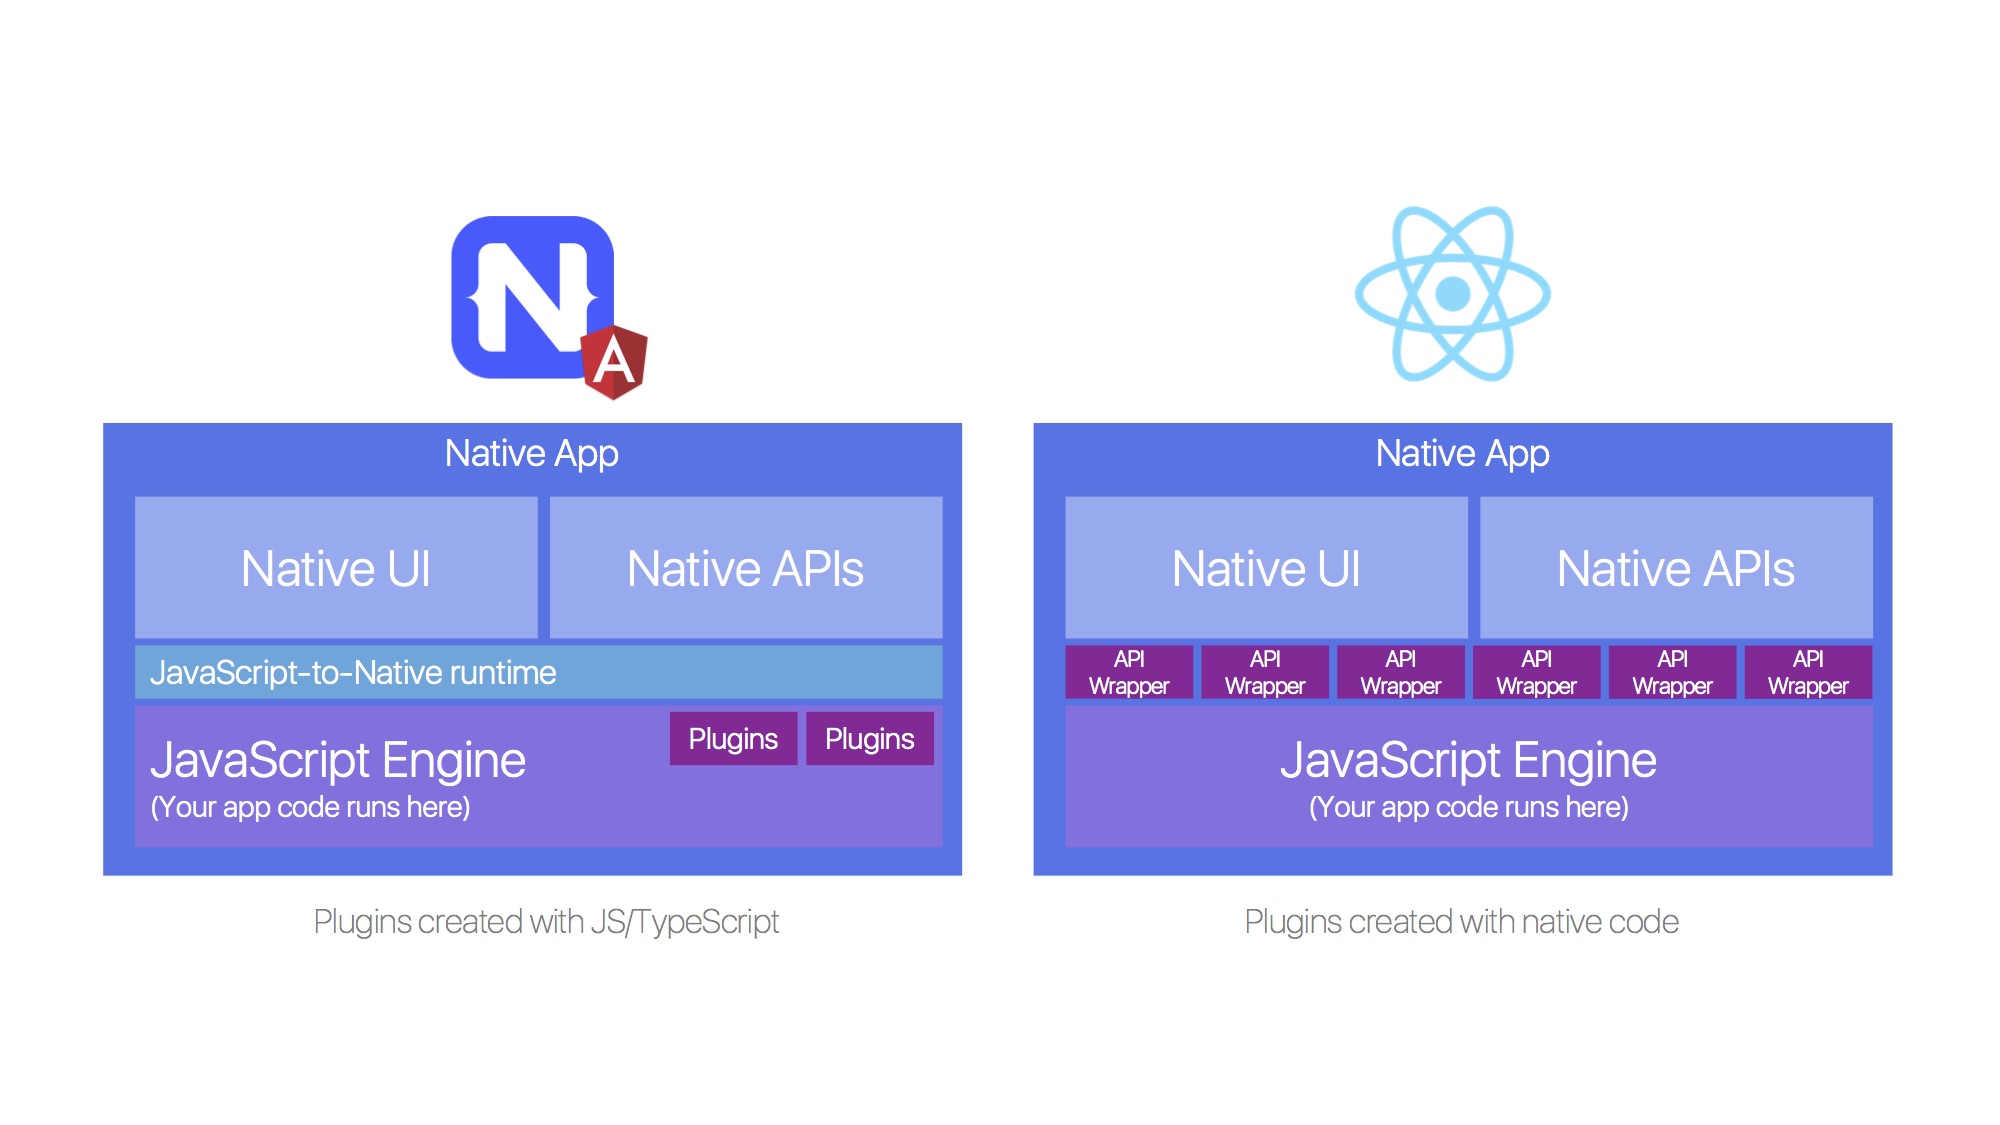 N
A
Native App
Native UI
Native APIs
JavaScript-to-Native runtime
Plugins
Plugins
JavaScript Engine
(Your app code runs here)
Plugins created with JS/TypeScript
Native App
Native UI
Native APIs
API
Wrapper
API
Wrapper
API
Wrapper
API
Wrapper
API
Wrapper
API
Wrapper
JavaScript Engine
(Your app code runs here)
Plugins created with native code